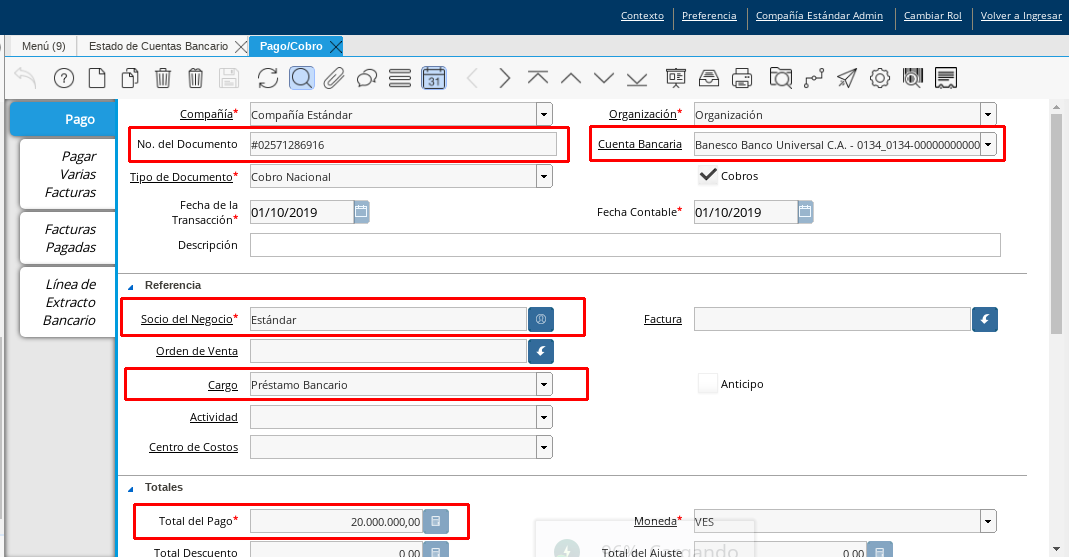 Contexto Preferencia Compañía Estándar Admin Cambiar Rol Volver a Ingresar
Menú (9) Estado de Cuentas Bancario Pago/Cobro
31
Pago
Pagar Varias Facturas
Facturas Pagadas
Línea de Extracto Bancario
Compañía* Compañía Estándar Organización* Organización
No. del Documento #02571286916 Cuenta Bancaria Banesco Banco Universal C.A. - 0134_0134-00000000000
Tipo de Documento* Cobro Nacional Cobros
Fecha de la Transacción* 01/10/2019 Fecha Contable* 01/10/2019
Descripción
Referencia
Socio del Negocio* Estándar Factura
Orden de Venta
Cargo Préstamo Bancario Anticipo
Actividad
Centro de Costos
Totales
Total del Pago* 20.000.000,00 Moneda* VES
Total Descuento 0,00 Total del Ajuste 0,00